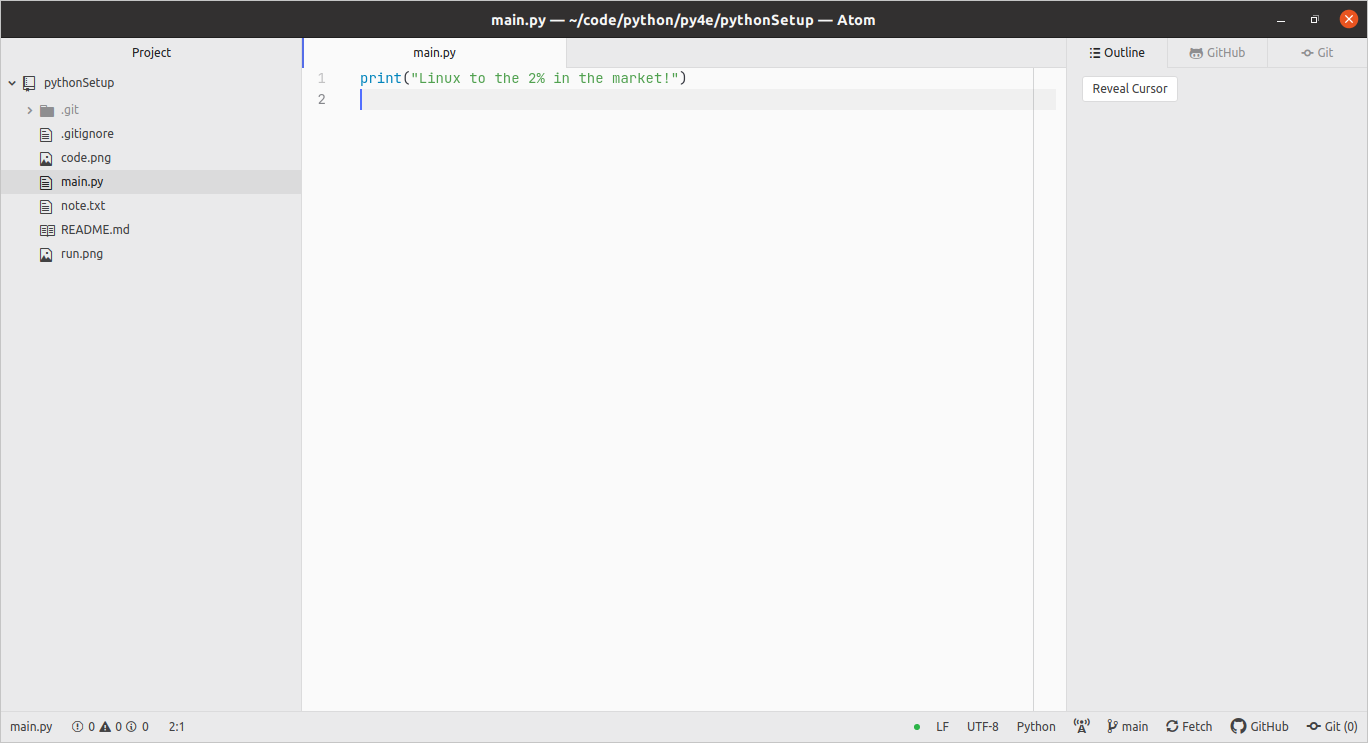 main.py — ~/code/python/py4e/pythonSetup — Atom
Project
pythonSetup
.git
.gitignore
code.png
main.py
note.txt
README.md
run.png
main.py
1 print("Linux to the 2% in the market!")
2
Outline GitHub Git
Reveal Cursor
main.py 0 0 0 2:1 LF UTF-8 Python main Fetch GitHub Git (0)